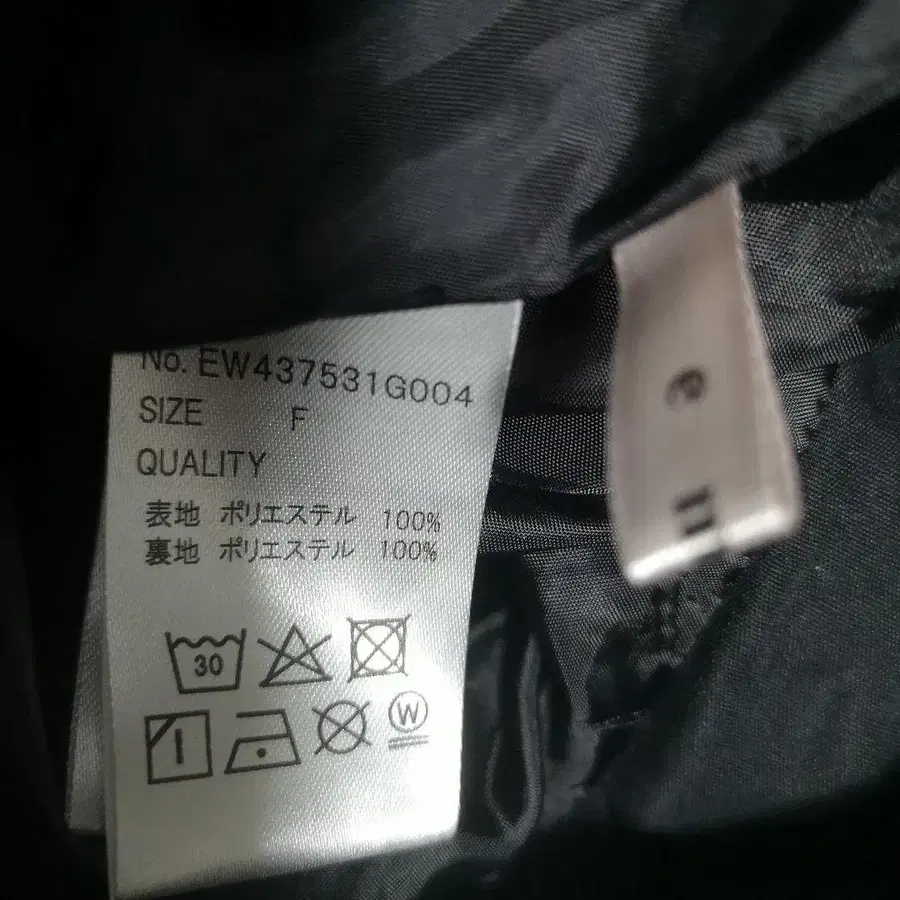 No. EW437531G004
SIZE F
QUALITY
表地 ポリエステル 100%
裏地 ポリエステル 100%
30
W
e n